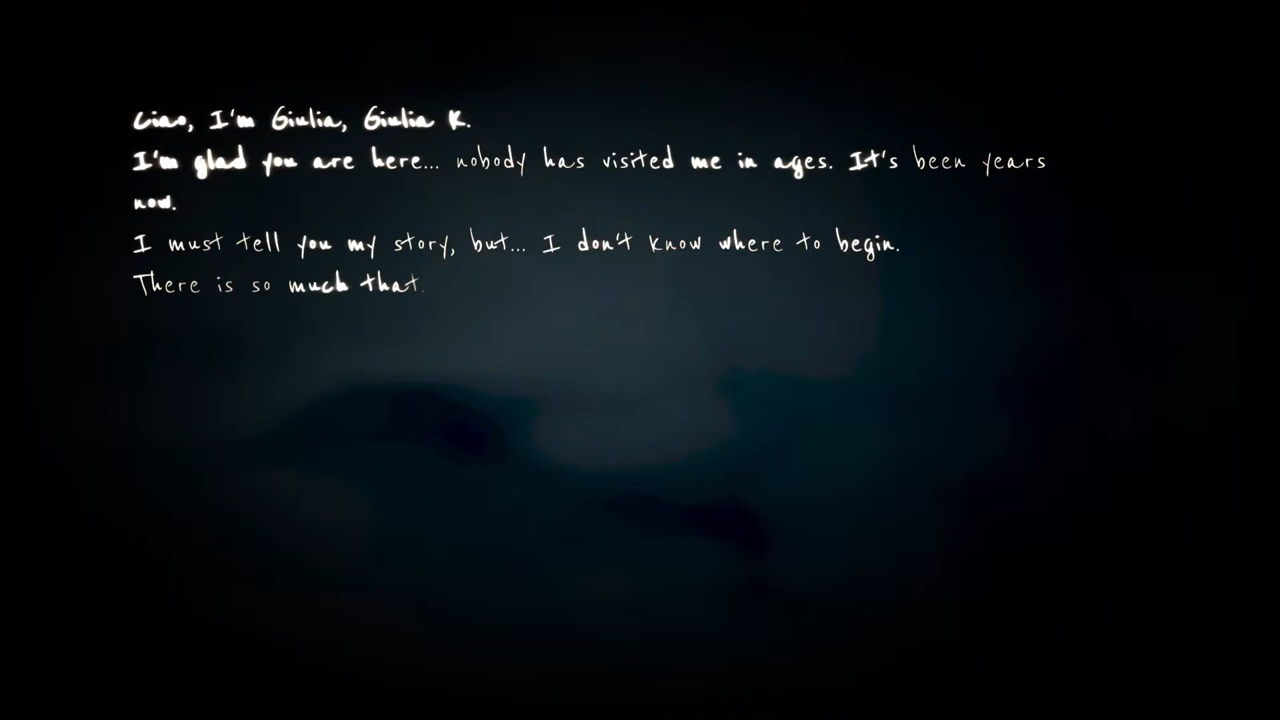 Ciao, I'm Giulia, Giulia K.
I'm glad you are here... nobody has visited me in ages. It's been years
now.
I must tell you my story, but... I don't know where to begin.
There is so much that